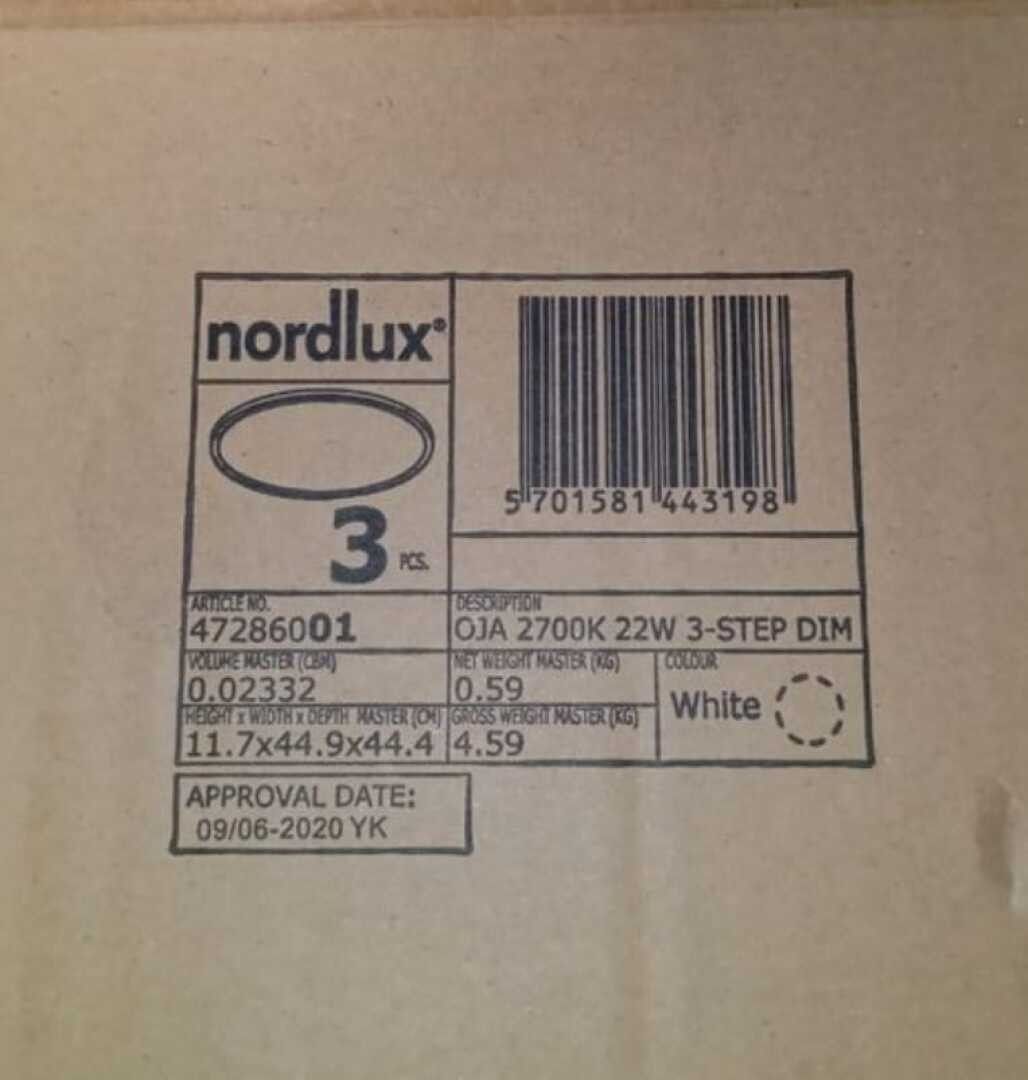 nordlux®
5 701581 443198
3 PCS.
ARTICLE NO.
47286001
DESCRIPTION
OJA 2700K 22W 3-STEP DIM
VOLUME MASTER (CBM)
0.02332
NET WEIGHT MASTER (KG)
0.59
COLOUR
White
HEIGHT x WIDTH x DEPTH MASTER (CM)
11.7x44.9x44.4
GROSS WEIGHT MASTER (KG)
4.59
APPROVAL DATE:
09/06-2020 YK